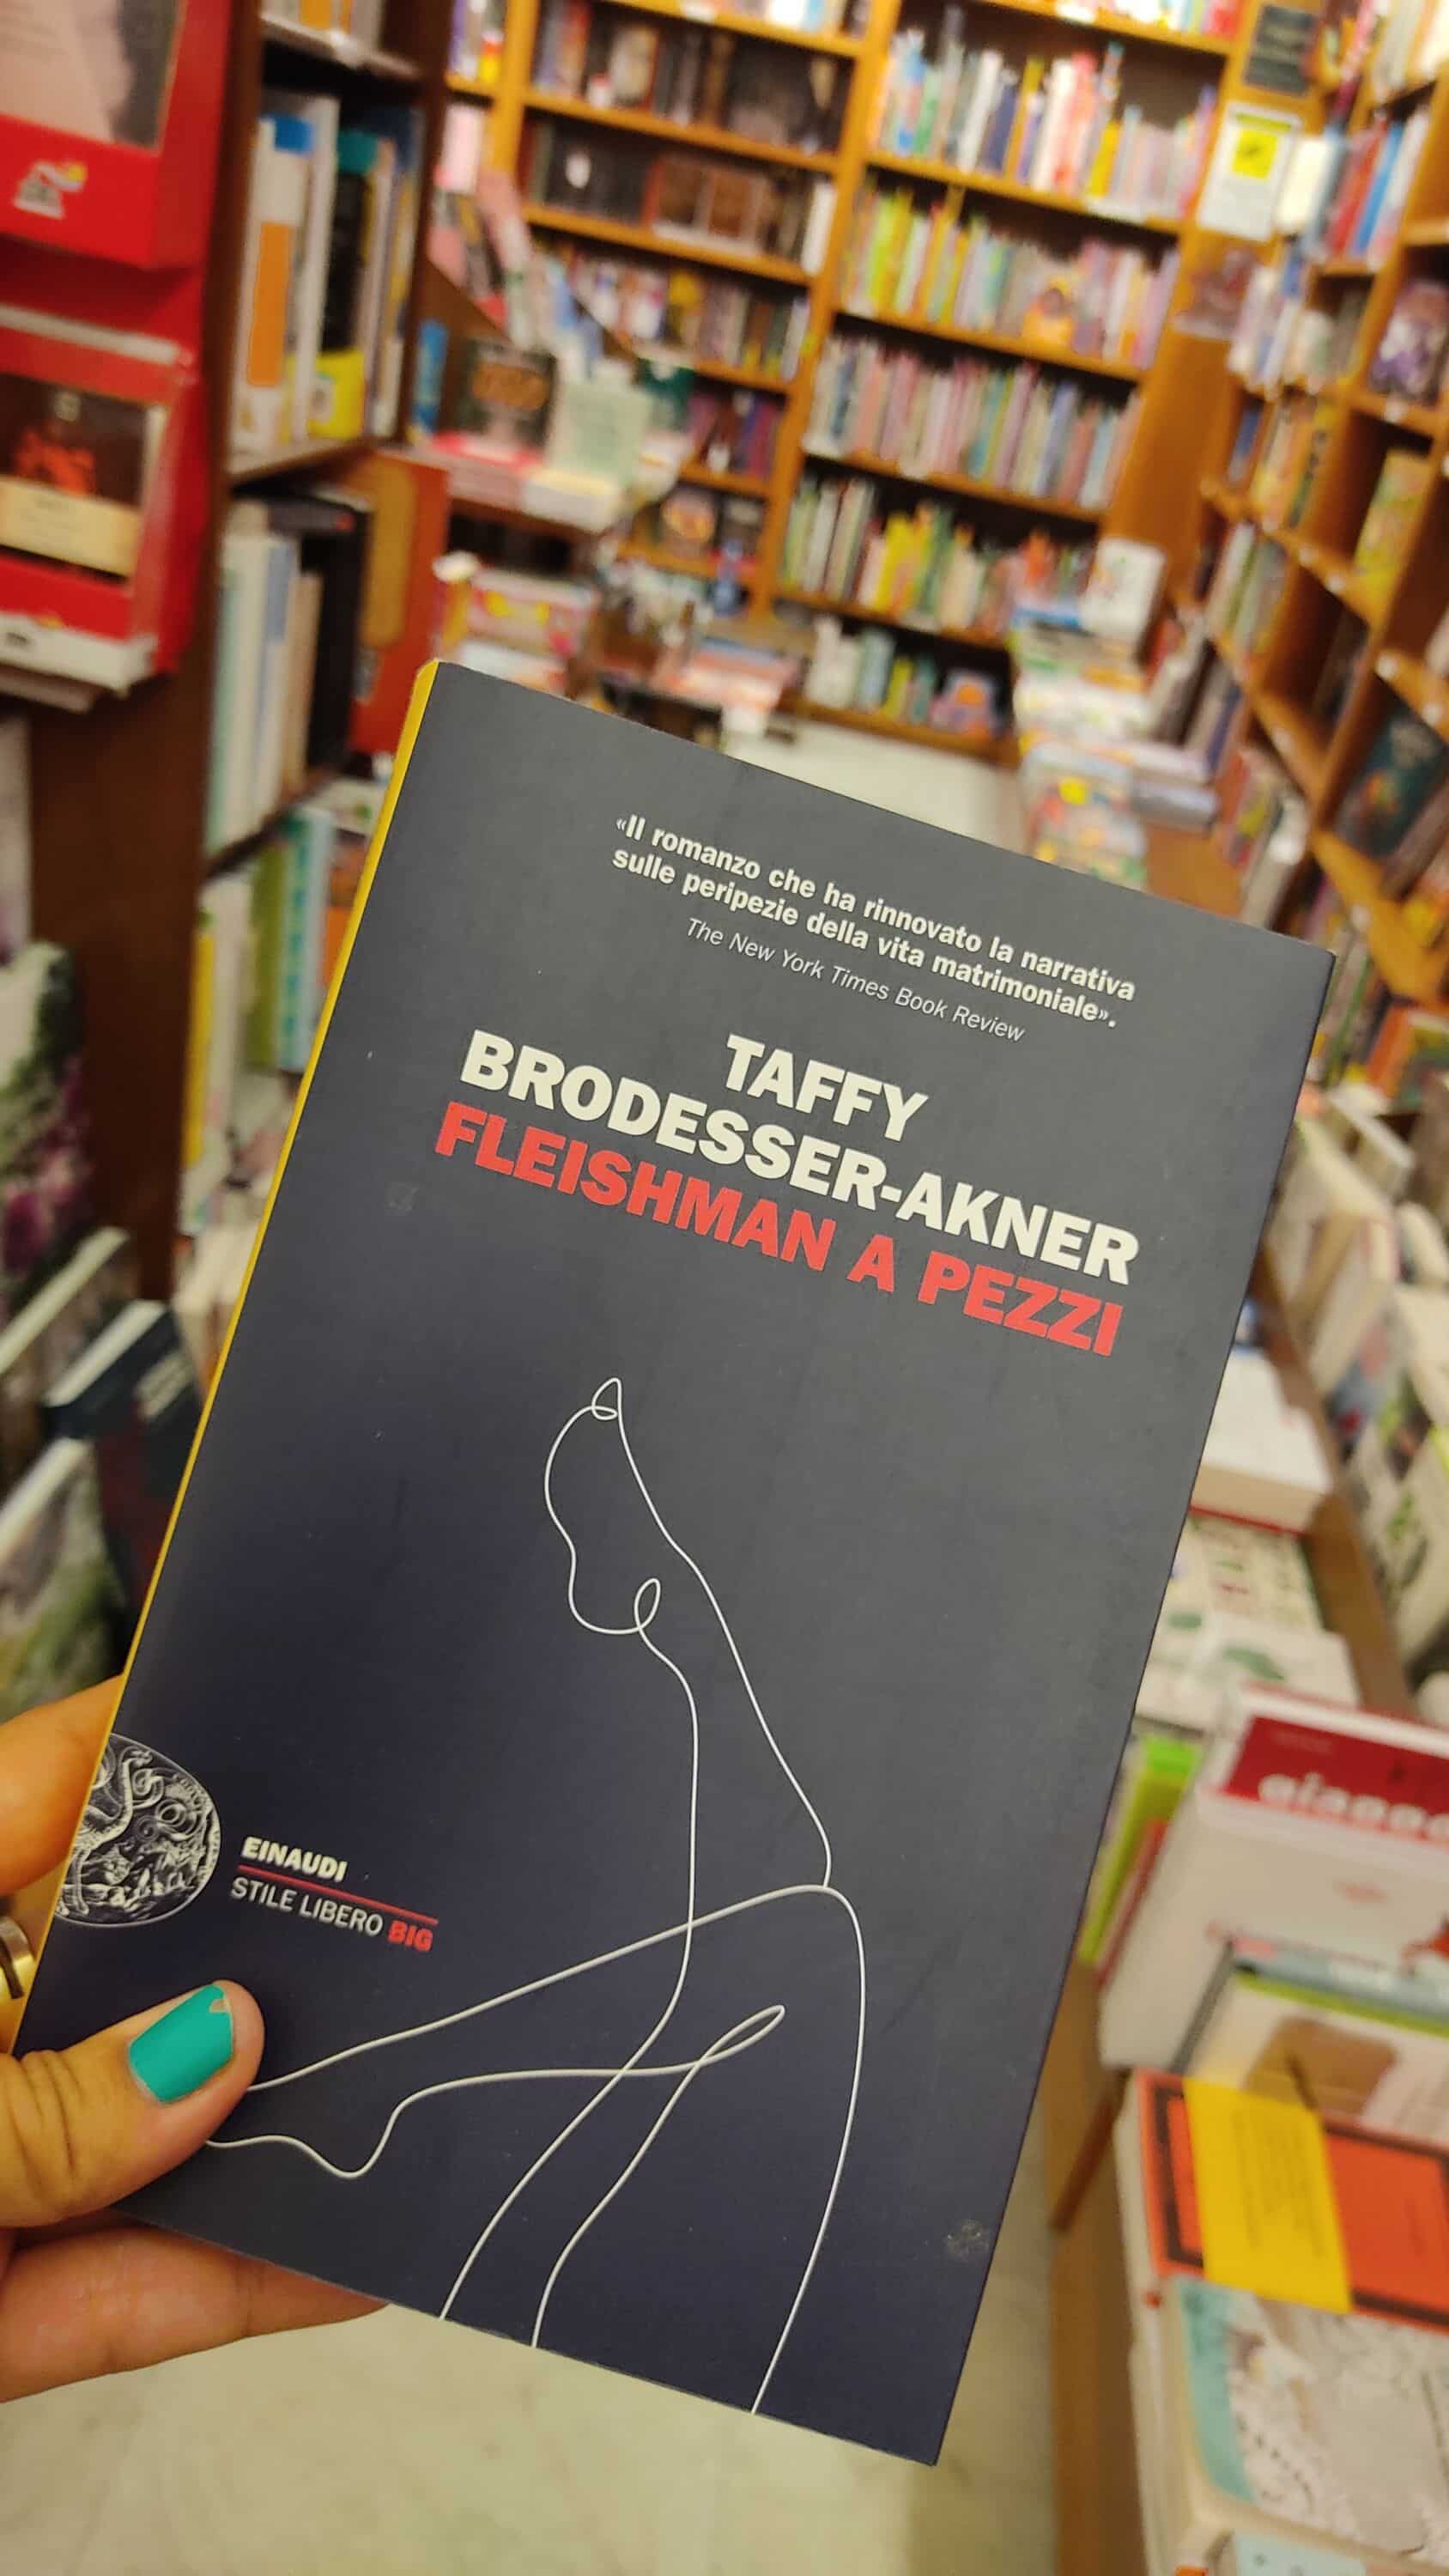 «Il romanzo che ha rinnovato la narrativa
sulle peripezie della vita matrimoniale».
The New York Times Book Review
TAFFY
BRODESSER-AKNER
FLEISHMAN A PEZZI
EINAUDI
STILE LIBERO BIG